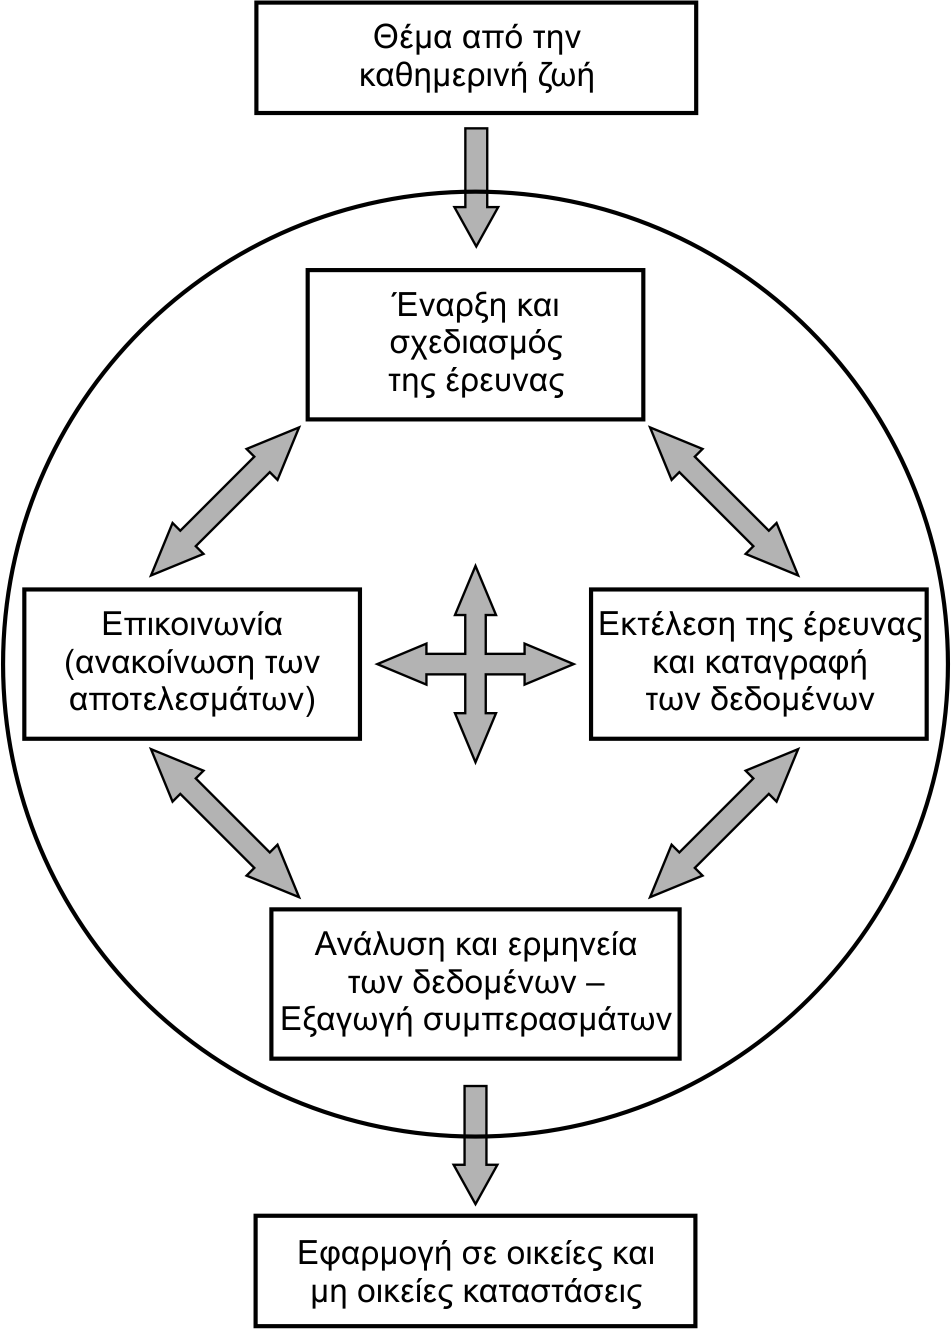 Θέμα από την
καθημερινή ζωή
Έναρξη και
σχεδιασμός
της έρευνας
Επικοινωνία
(ανακοίνωση των
αποτελεσμάτων)
Εκτέλεση της έρευνας
και καταγραφή
των δεδομένων
Ανάλυση και ερμηνεία
των δεδομένων –
Εξαγωγή συμπερασμάτων
Εφαρμογή σε οικείες και
μη οικείες καταστάσεις